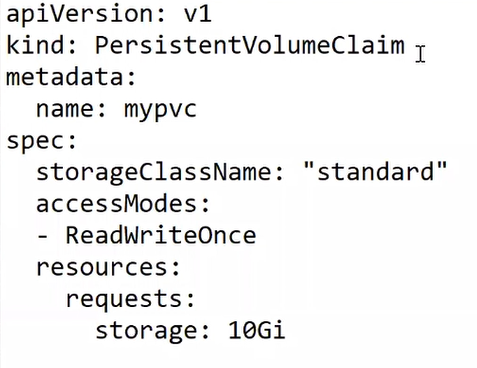 apiVersion: v1
kind: PersistentVolumeClaim
metadata:
  name: mypvc
spec:
  storageClassName: "standard"
  accessModes:
  - ReadWriteOnce
  resources:
    requests:
      storage: 10Gi